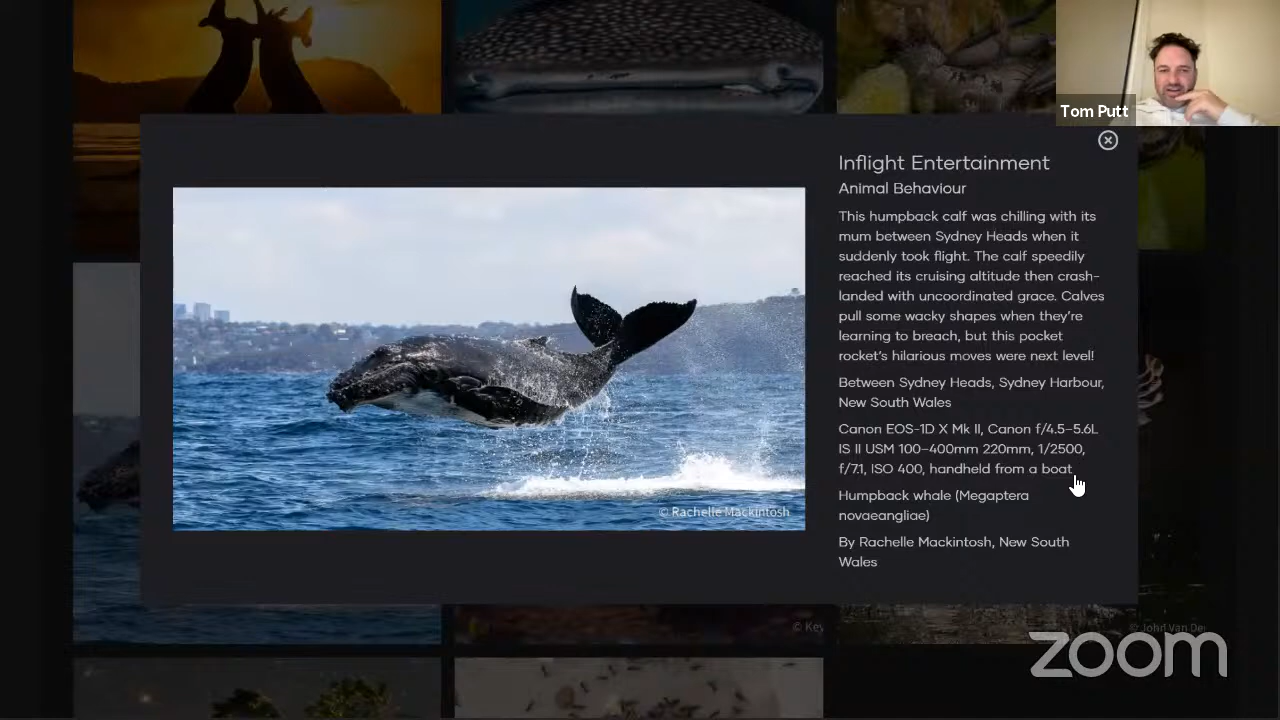 Tom Putt
Inflight Entertainment
Animal Behaviour
This humpback calf was chilling with its
mum between Sydney Heads when it
suddenly took flight. The calf speedily
reached its cruising altitude then crash-
landed with uncoordinated grace. Calves
pull some wacky shapes when they're
learning to breach, but this pocket
rocket's hilarious moves were next level!
Between Sydney Heads, Sydney Harbour,
New South Wales
Canon EOS-1D X Mk II, Canon f/4.5-5.6L
IS II USM 100-400mm 220mm, 1/2500,
f/7.1, ISO 400, handheld from a boat
Humpback whale (Megaptera
novaeangliae)
By Rachelle Mackintosh, New South
Wales
© Rachelle Mackintosh
© Key
© John Van De
zoom